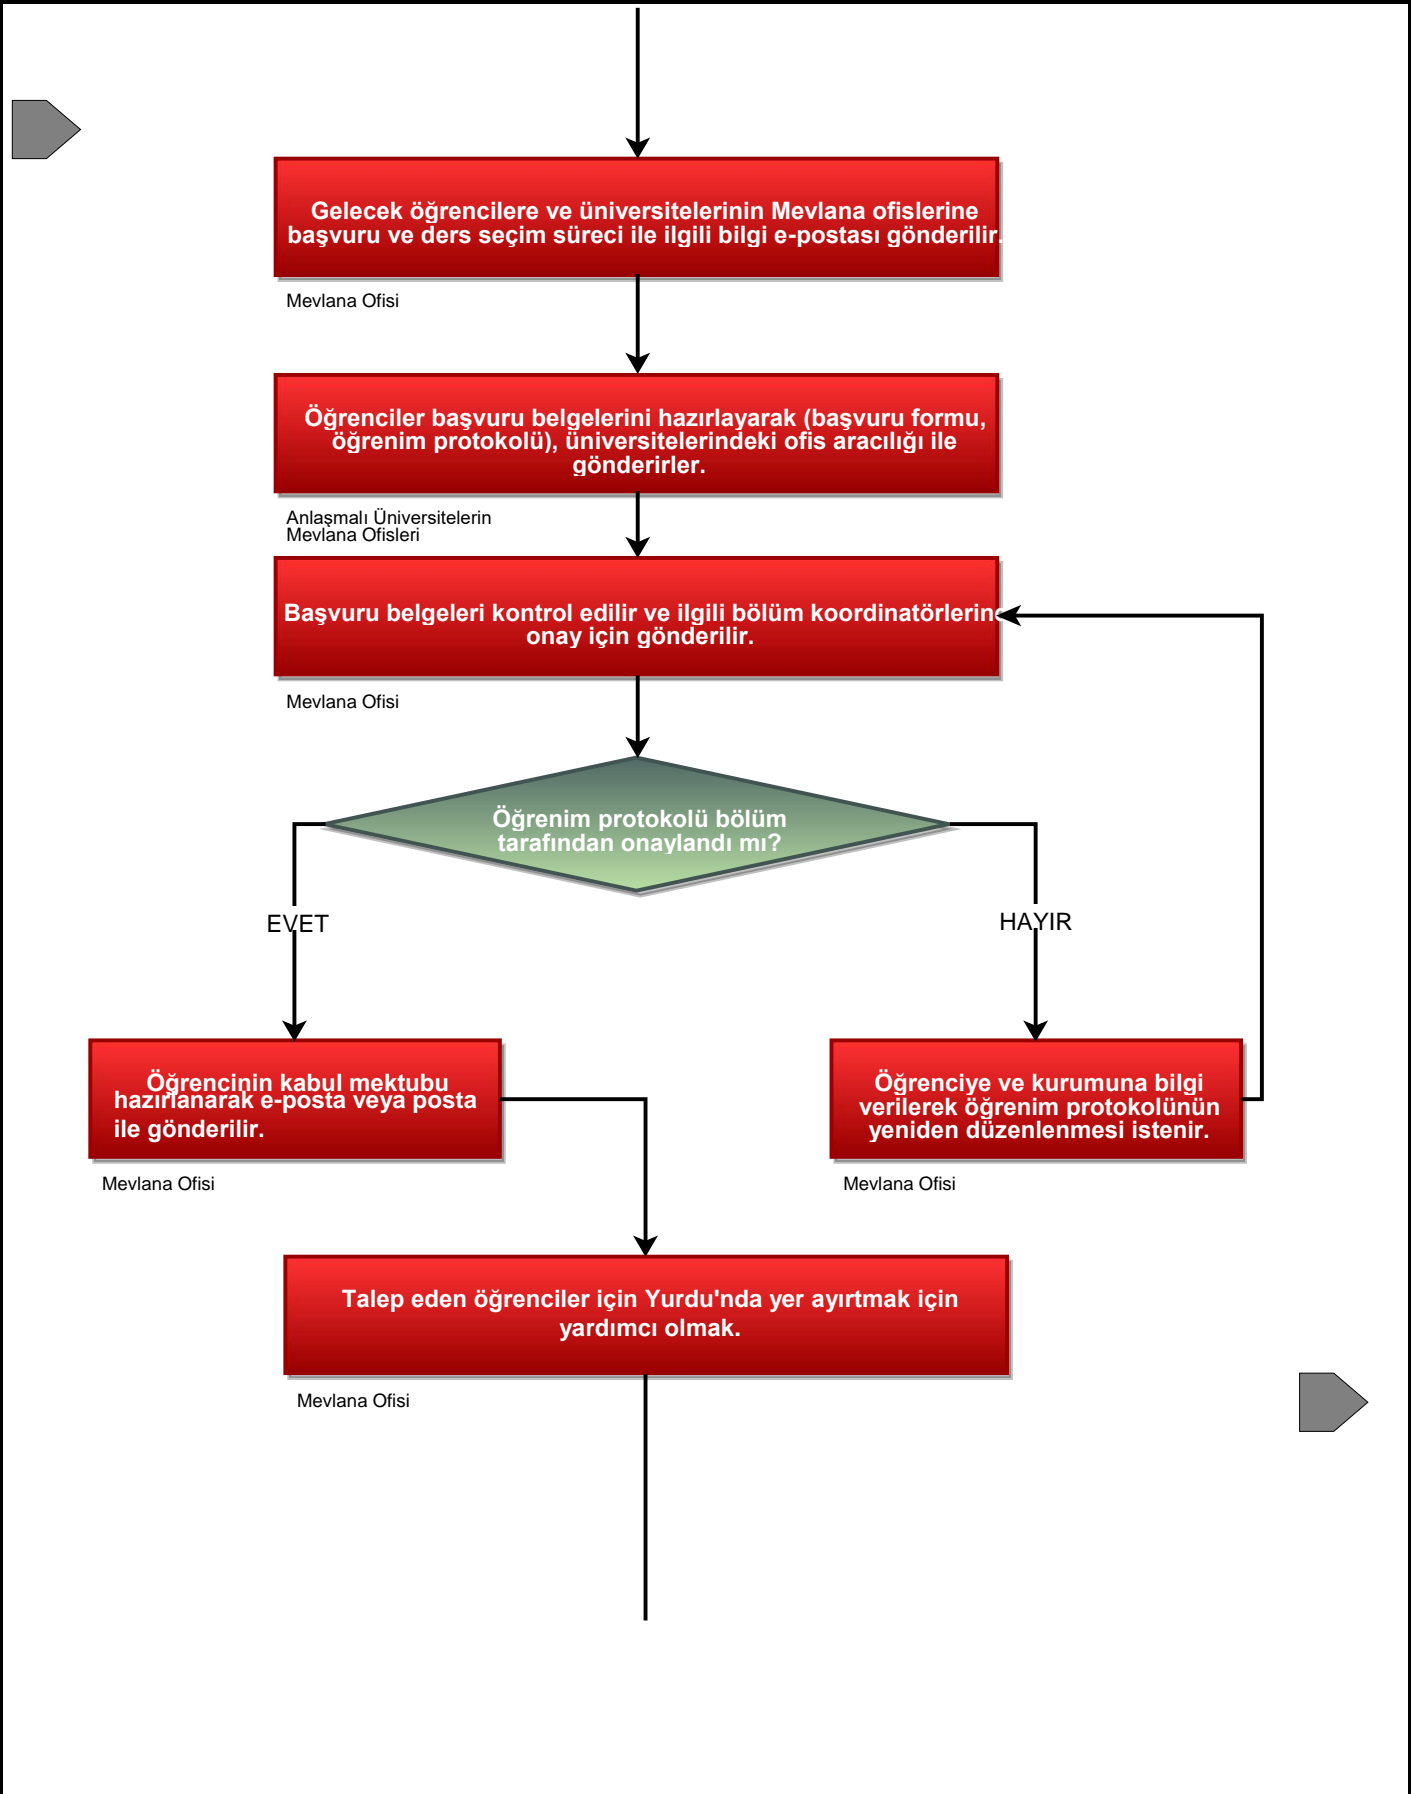 Gelecek öğrencilere ve üniversitelerinin Mevlana ofislerine
başvuru ve ders seçim süreci ile ilgili bilgi e-postası gönderilir.
Mevlana Ofisi
Öğrenciler başvuru belgelerini hazırlayarak (başvuru formu,
öğrenim protokolü), üniversitelerindeki ofis aracılığı ile
gönderirler.
Anlaşmalı Üniversitelerin
Mevlana Ofisleri
Başvuru belgeleri kontrol edilir ve ilgili bölüm koordinatörlerine
onay için gönderilir.
Mevlana Ofisi
Öğrenim protokolü bölüm
tarafından onaylandı mı?
EVET
HAYIR
Öğrencinin kabul mektubu
hazırlanarak e-posta veya posta
ile gönderilir.
Mevlana Ofisi
Öğrenciye ve kurumuna bilgi
verilerek öğrenim protokolünün
yeniden düzenlenmesi istenir.
Mevlana Ofisi
Talep eden öğrenciler için Yurdu'nda yer ayırtmak için
yardımcı olmak.
Mevlana Ofisi